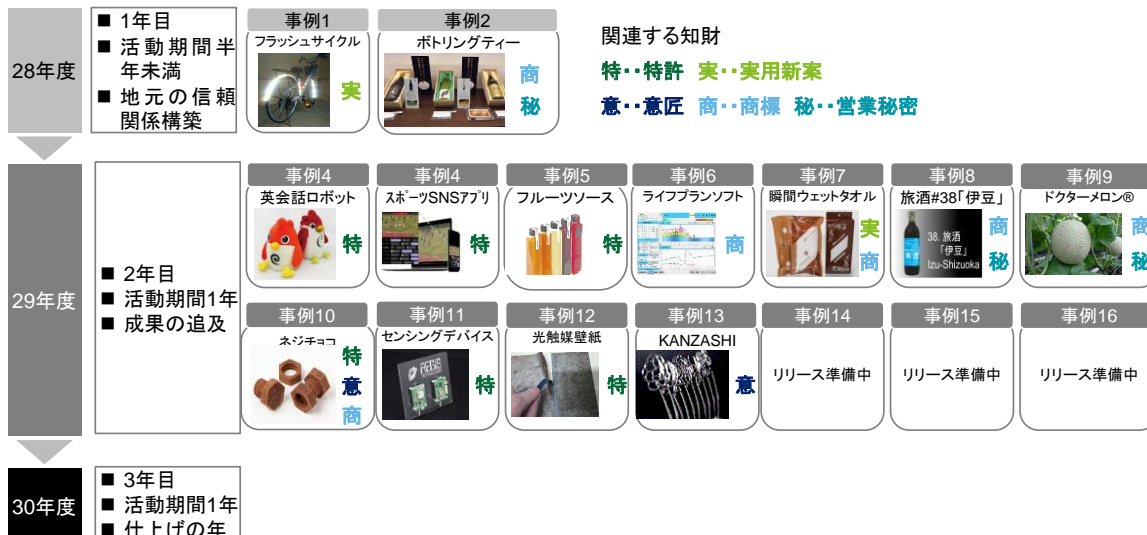 28年度
■ 1年目
■ 活動期間半
年未満
■ 地元の信頼
関係構築
事例1
フラッシュサイクル
実
事例2
ボトリングティー
商
秘
関連する知財
特‥特許 実‥実用新案
意‥意匠 商‥商標 秘‥営業秘密
29年度
■ 2年目
■ 活動期間1年
■ 成果の追及
事例4
英会話ロボット
特
事例4
スポーツSNSアプリ
特
事例5
フルーツソース
特
事例6
ライフプランソフト
商
事例7
瞬間ウェットタオル
実
商
事例8
旅酒#38「伊豆」
38. 旅酒
「伊豆」
Izu-Shizuoka
商
秘
事例9
ドクターメロン®
商
秘
事例10
ネジチョコ
特
意
商
事例11
センシングデバイス
特
事例12
光触媒壁紙
特
事例13
KANZASHI
意
事例14
リリース準備中
事例15
リリース準備中
事例16
リリース準備中
30年度
■ 3年目
■ 活動期間1年
■ 仕上げの年